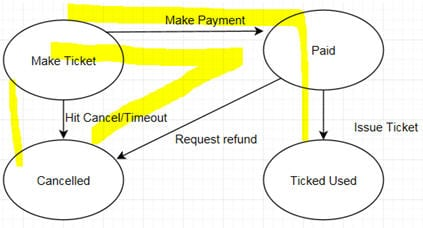 Make Payment
Make Ticket
Paid
Hit Cancel/Timeout
Issue Ticket
Request refund
Cancelled
Ticked Used